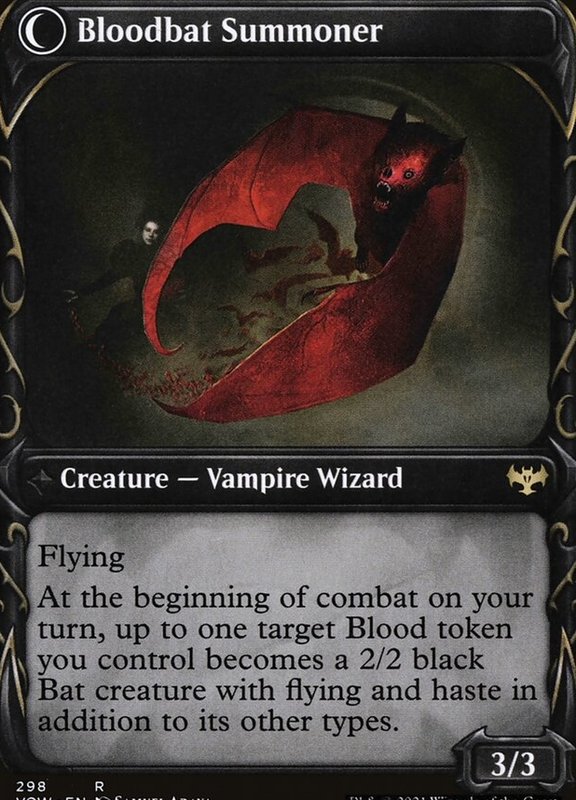 Bloodbat Summoner
Creature — Vampire Wizard
Flying
At the beginning of combat on your
turn, up to one target Blood token
you control becomes a 2/2 black
Bat creature with flying and haste in
addition to its other types.
3/3
298 R
VOW EN